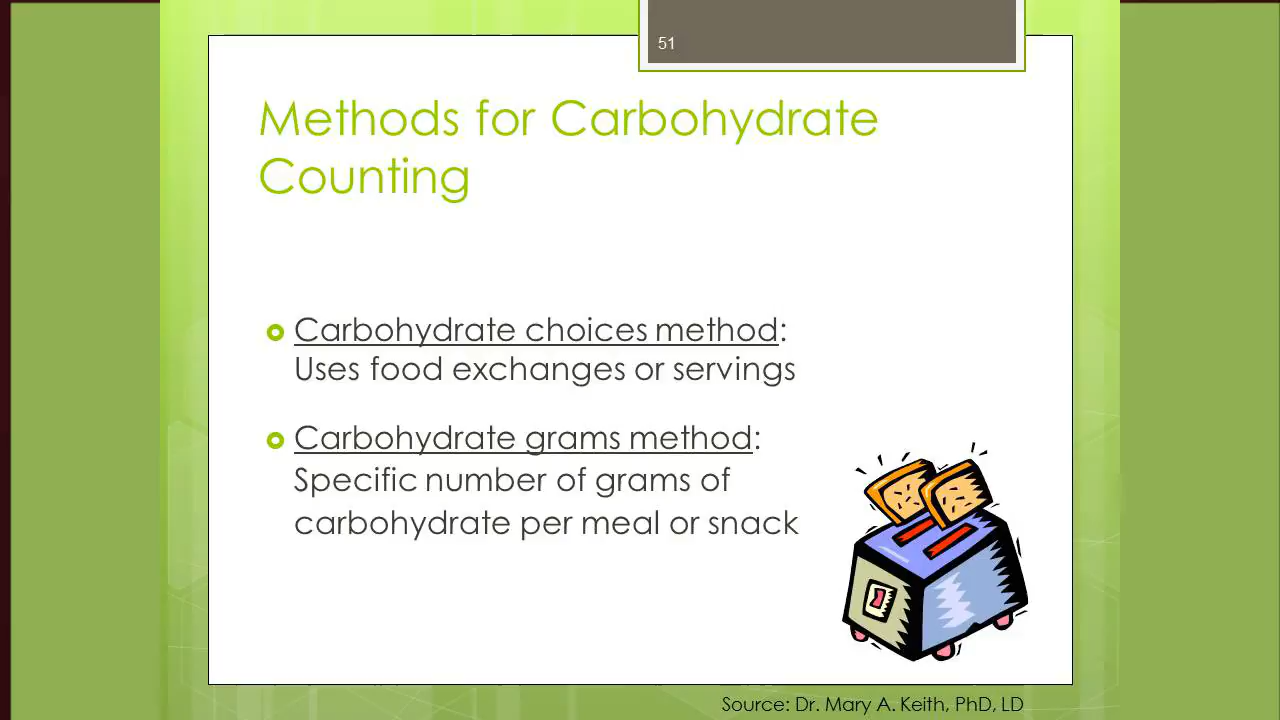 51
Methods for Carbohydrate
Counting
Carbohydrate choices method:
Uses food exchanges or servings
Carbohydrate grams method:
Specific number of grams of
carbohydrate per meal or snack
Source: Dr. Mary A. Keith, PhD, LD